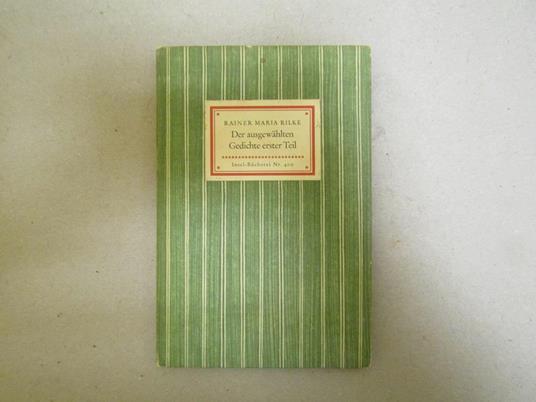 RAINER MARIA RILKE
Der ausgewählten
Gedichte erster Teil
Insel-Bücherei Nr. 400